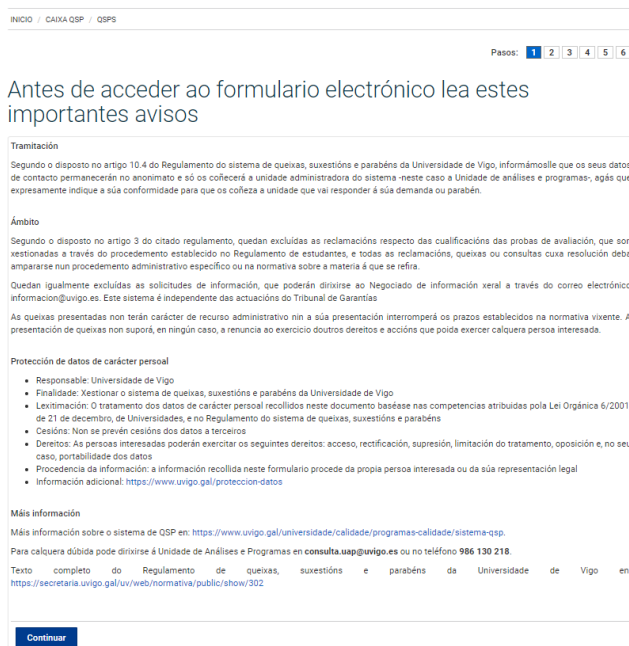 INICIO / CAIXA QSP / QSPS
Pasos: 1 2 3 4 5 6
Antes de acceder ao formulario electrónico lea estes
importantes avisos
Tramitación
Segundo o disposto no artigo 10.4 do Regulamento do sistema de queixas, suxestións e parabéns da Universidade de Vigo, informámoslle que os seus datos
de contacto permanecerán no anonimato e só os coñecerá a unidade administradora do sistema -neste caso a Unidade de análises e programas-, agás que
expresamente indique a súa conformidade para que os coñeza a unidade que vai responder á súa demanda ou parabén.
Ámbito
Segundo o disposto no artigo 3 do citado regulamento, quedan excluídas as reclamacións respecto das cualificacións das probas de avaliación, que son
xestionadas a través do procedemento establecido no Regulamento de estudantes, e todas as reclamacións, queixas ou consultas cuxa resolución deba
ampararse nun procedemento administrativo específico ou na normativa sobre a materia á que se refira.
Quedan igualmente excluídas as solicitudes de información, que poderán dirixirse ao Negociado de información xeral a través do correo electrónico
informacion@uvigo.es. Este sistema é independente das actuacións do Tribunal de Garantías
As queixas presentadas non terán carácter de recurso administrativo nin a súa presentación interromperá os prazos establecidos na normativa vixente. A
presentación de queixas non suporá, en ningún caso, a renuncia ao exercicio doutros dereitos e accións que poida exercer calquera persoa interesada.
Protección de datos de carácter persoal
• Responsable: Universidade de Vigo
• Finalidade: Xestionar o sistema de queixas, suxestións e parabéns da Universidade de Vigo
• Lexitimación: O tratamento dos datos de carácter persoal recollidos neste documento baséase nas competencias atribuidas pola Lei Orgánica 6/2001,
de 21 de decembro, de Universidades, e no Regulamento do sistema de queixas, suxestións e parabéns
• Cesións: Non se prevén cesións dos datos a terceiros
• Dereitos: As persoas interesadas poderán exercitar os seguintes dereitos: acceso, rectificación, supresión, limitación do tratamento, oposición e, no seu
caso, portabilidade dos datos
• Procedencia da información: a información recollida neste formulario procede da propia persoa interesada ou da súa representación legal
• Información adicional: https://www.uvigo.gal/proteccion-datos
Máis información
Máis información sobre o sistema de QSP en: https://www.uvigo.gal/universidade/calidade/programas-calidade/sistema-qsp.
Para calquera dúbida pode dirixirse á Unidade de Análises e Programas en consulta.uap@uvigo.es ou no teléfono 986 130 218.
Texto completo do Regulamento de queixas, suxestións e parabéns da Universidade de Vigo en
https://secretaria.uvigo.gal/uv/web/normativa/public/show/302
Continuar